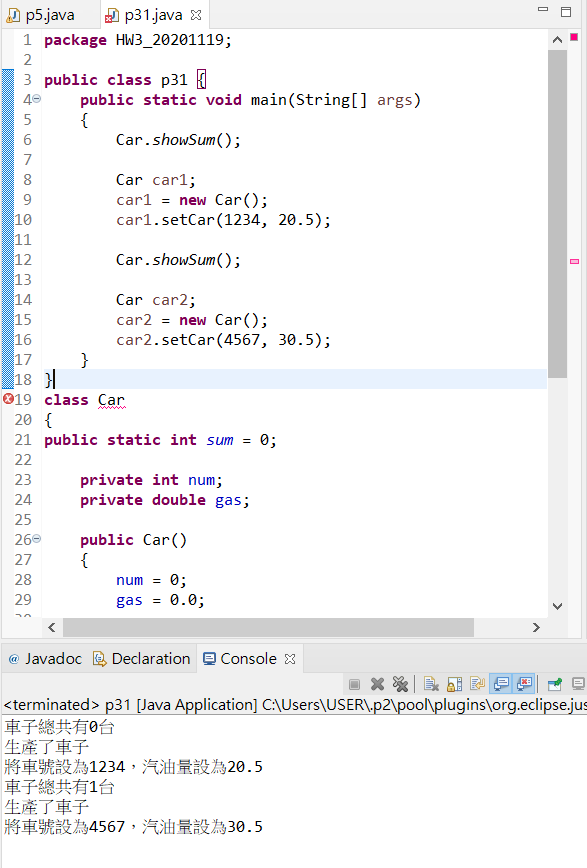 p5.java p31.java
1 package HW3_20201119;
2
3 public class p31 {
4 public static void main(String[] args)
5 {
6 Car.showSum();
7
8 Car car1;
9 car1 = new Car();
10 car1.setCar(1234, 20.5);
11
12 Car.showSum();
13
14 Car car2;
15 car2 = new Car();
16 car2.setCar(4567, 30.5);
17 }
18 }
19 class Car
20 {
21 public static int sum = 0;
22
23 private int num;
24 private double gas;
25
26 public Car()
27 {
28 num = 0;
29 gas = 0.0;
@ Javadoc Declaration Console
<terminated> p31 [Java Application] C:\Users\USER\.p2\pool\plugins\org.eclipse.jus
車子總共有0台
生產了車子
將車號設為1234，汽油量設為20.5
車子總共有1台
生產了車子
將車號設為4567，汽油量設為30.5